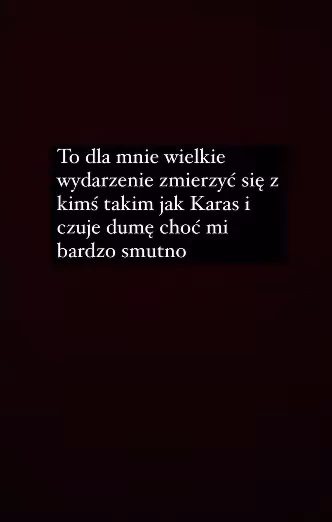 To dla mnie wielkie
wydarzenie zmierzyć się z
kimś takim jak Karas i
czuje dumę choć mi
bardzo smutno